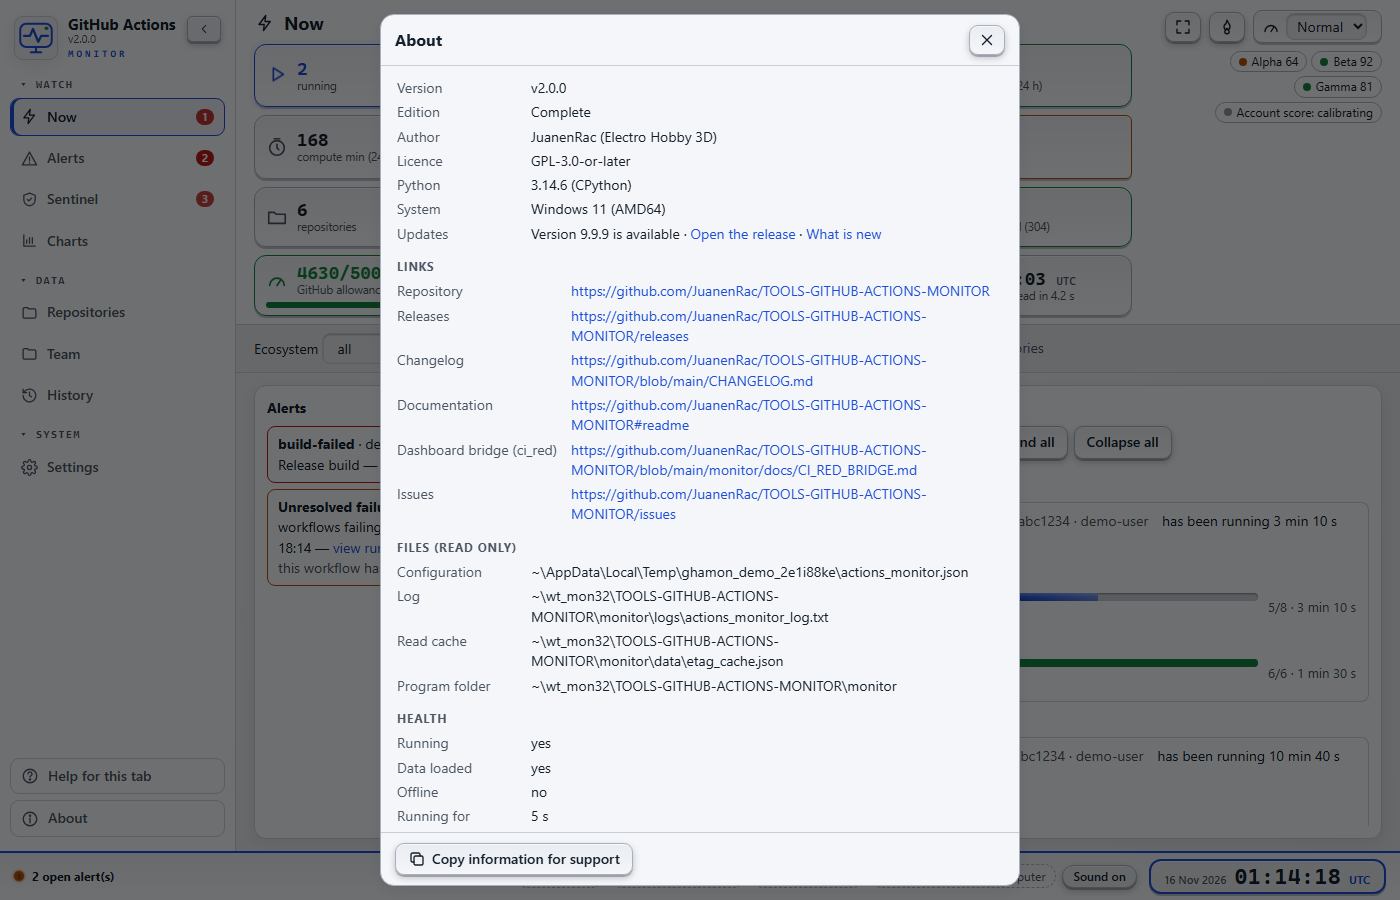 GitHub Actions
v2.0.0
MONITOR
WATCH
Now 1
Alerts 2
Sentinel 3
Charts
DATA
Repositories
Team
History
SYSTEM
Settings
Help for this tab
About
Now
2
running
168
compute min (24
6
repositories
4630/500
GitHub allowanc
24 h)
(304)
:03 UTC
ead in 4.2 s
Normal
Alpha 64
Beta 92
Gamma 81
Account score: calibrating
Ecosystem all
ries
Alerts
build-failed · de
Release build —
Unresolved failu
workflows failing
18:14 — view run
this workflow ha
nd all
Collapse all
abc1234 · demo-user has been running 3 min 10 s
5/8 · 3 min 10 s
6/6 · 1 min 30 s
bc1234 · demo-user has been running 10 min 40 s
About
Version v2.0.0
Edition Complete
Author JuanenRac (Electro Hobby 3D)
Licence GPL-3.0-or-later
Python 3.14.6 (CPython)
System Windows 11 (AMD64)
Updates Version 9.9.9 is available · Open the release · What is new
LINKS
Repository https://github.com/JuanenRac/TOOLS-GITHUB-ACTIONS-MONITOR
Releases https://github.com/JuanenRac/TOOLS-GITHUB-ACTIONS-
MONITOR/releases
Changelog https://github.com/JuanenRac/TOOLS-GITHUB-ACTIONS-
MONITOR/blob/main/CHANGELOG.md
Documentation https://github.com/JuanenRac/TOOLS-GITHUB-ACTIONS-
MONITOR#readme
Dashboard bridge (ci_red) https://github.com/JuanenRac/TOOLS-GITHUB-ACTIONS-
MONITOR/blob/main/monitor/docs/CI_RED_BRIDGE.md
Issues https://github.com/JuanenRac/TOOLS-GITHUB-ACTIONS-
MONITOR/issues
FILES (READ ONLY)
Configuration ~\AppData\Local\Temp\ghamon_demo_2e1i88ke\actions_monitor.json
Log ~\wt_mon32\TOOLS-GITHUB-ACTIONS-
MONITOR\monitor\logs\actions_monitor_log.txt
Read cache ~\wt_mon32\TOOLS-GITHUB-ACTIONS-
MONITOR\monitor\data\etag_cache.json
Program folder ~\wt_mon32\TOOLS-GITHUB-ACTIONS-MONITOR\monitor
HEALTH
Running yes
Data loaded yes
Offline no
Running for 5 s
Copy information for support
2 open alert(s)
puter
Sound on
16 Nov 2026 01:14:18 UTC